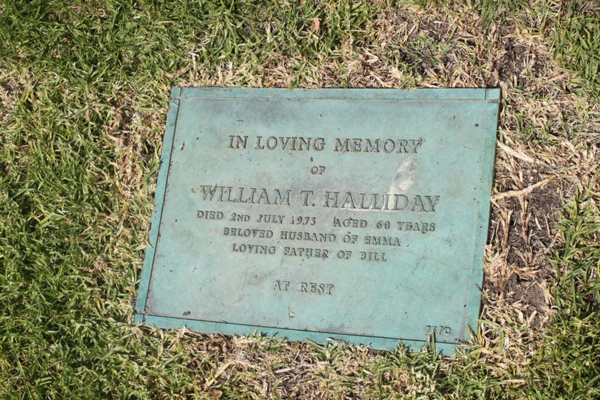 IN LOVING MEMORY
OF
WILLIAM T. HALLIDAY
DIED 2ND JULY 1973 AGED 68 YEARS
BELOVED HUSBAND OF EMMA
LOVING FATHER OF BILL
AT REST